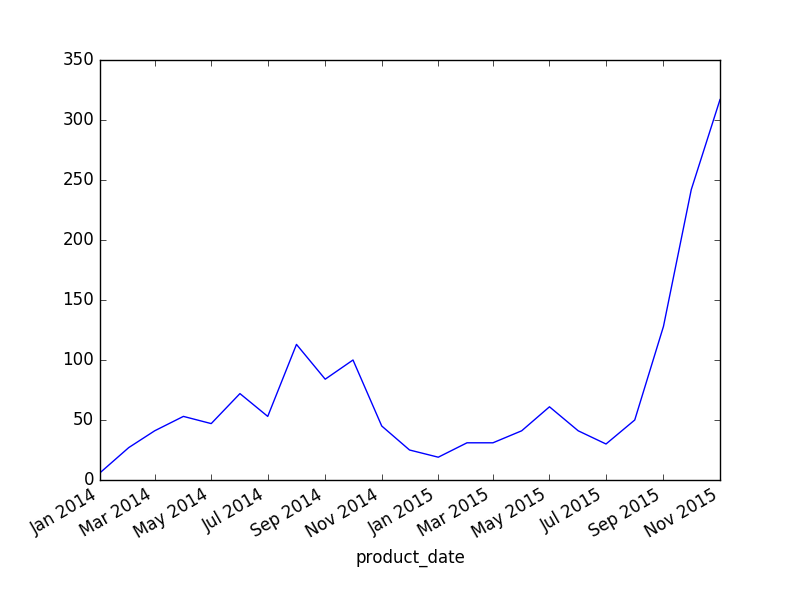 350
300
250
200
150
100
50
0
Jan 2014
Mar 2014
May 2014
Jul 2014
Sep 2014
Nov 2014
Jan 2015
Mar 2015
May 2015
Jul 2015
Sep 2015
Nov 2015
product_date